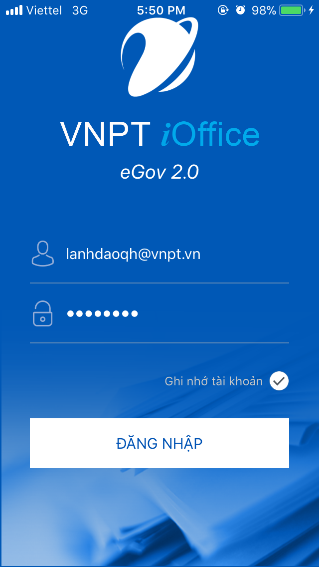 Viettel 3G 5:50 PM 98%
VNPT iOffice
eGov 2.0
lanhdaoqh@vnpt.vn
Ghi nhớ tài khoản
ĐĂNG NHẬP